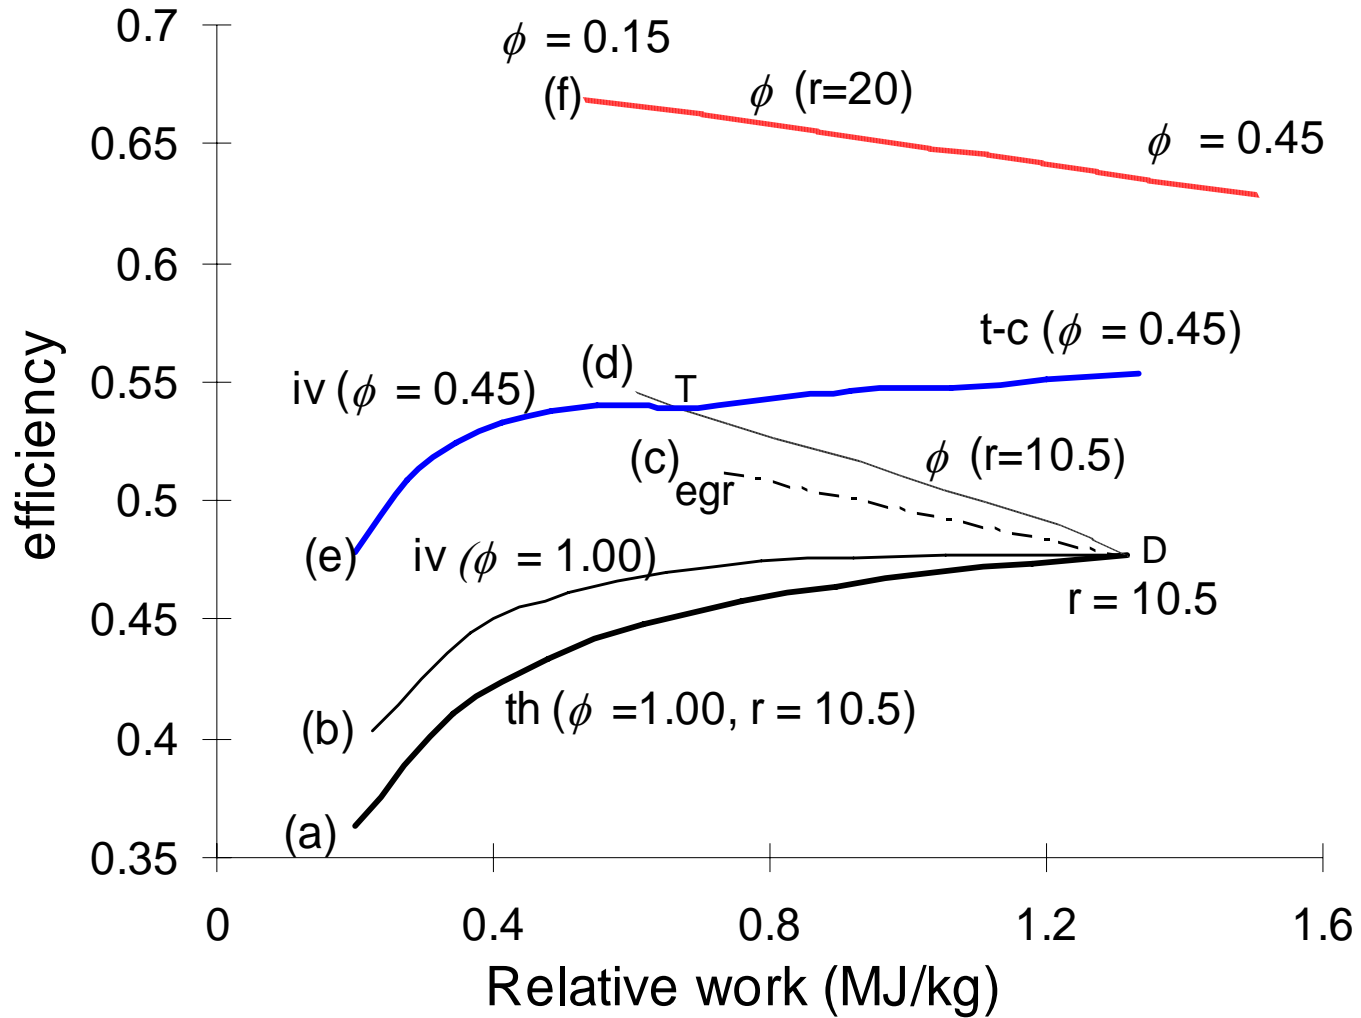 0.7
ϕ = 0.15
(f)
ϕ (r=20)
ϕ = 0.45
0.65
0.6
t-c (ϕ = 0.45)
efficiency
0.55
iv (ϕ = 0.45)
(d)
T
(c)
egr
ϕ (r=10.5)
0.5
(e)
iv (ϕ = 1.00)
D
r = 10.5
0.45
th (ϕ =1.00, r = 10.5)
(b)
0.4
(a)
0.35
0 0.4 0.8 1.2 1.6
Relative work (MJ/kg)